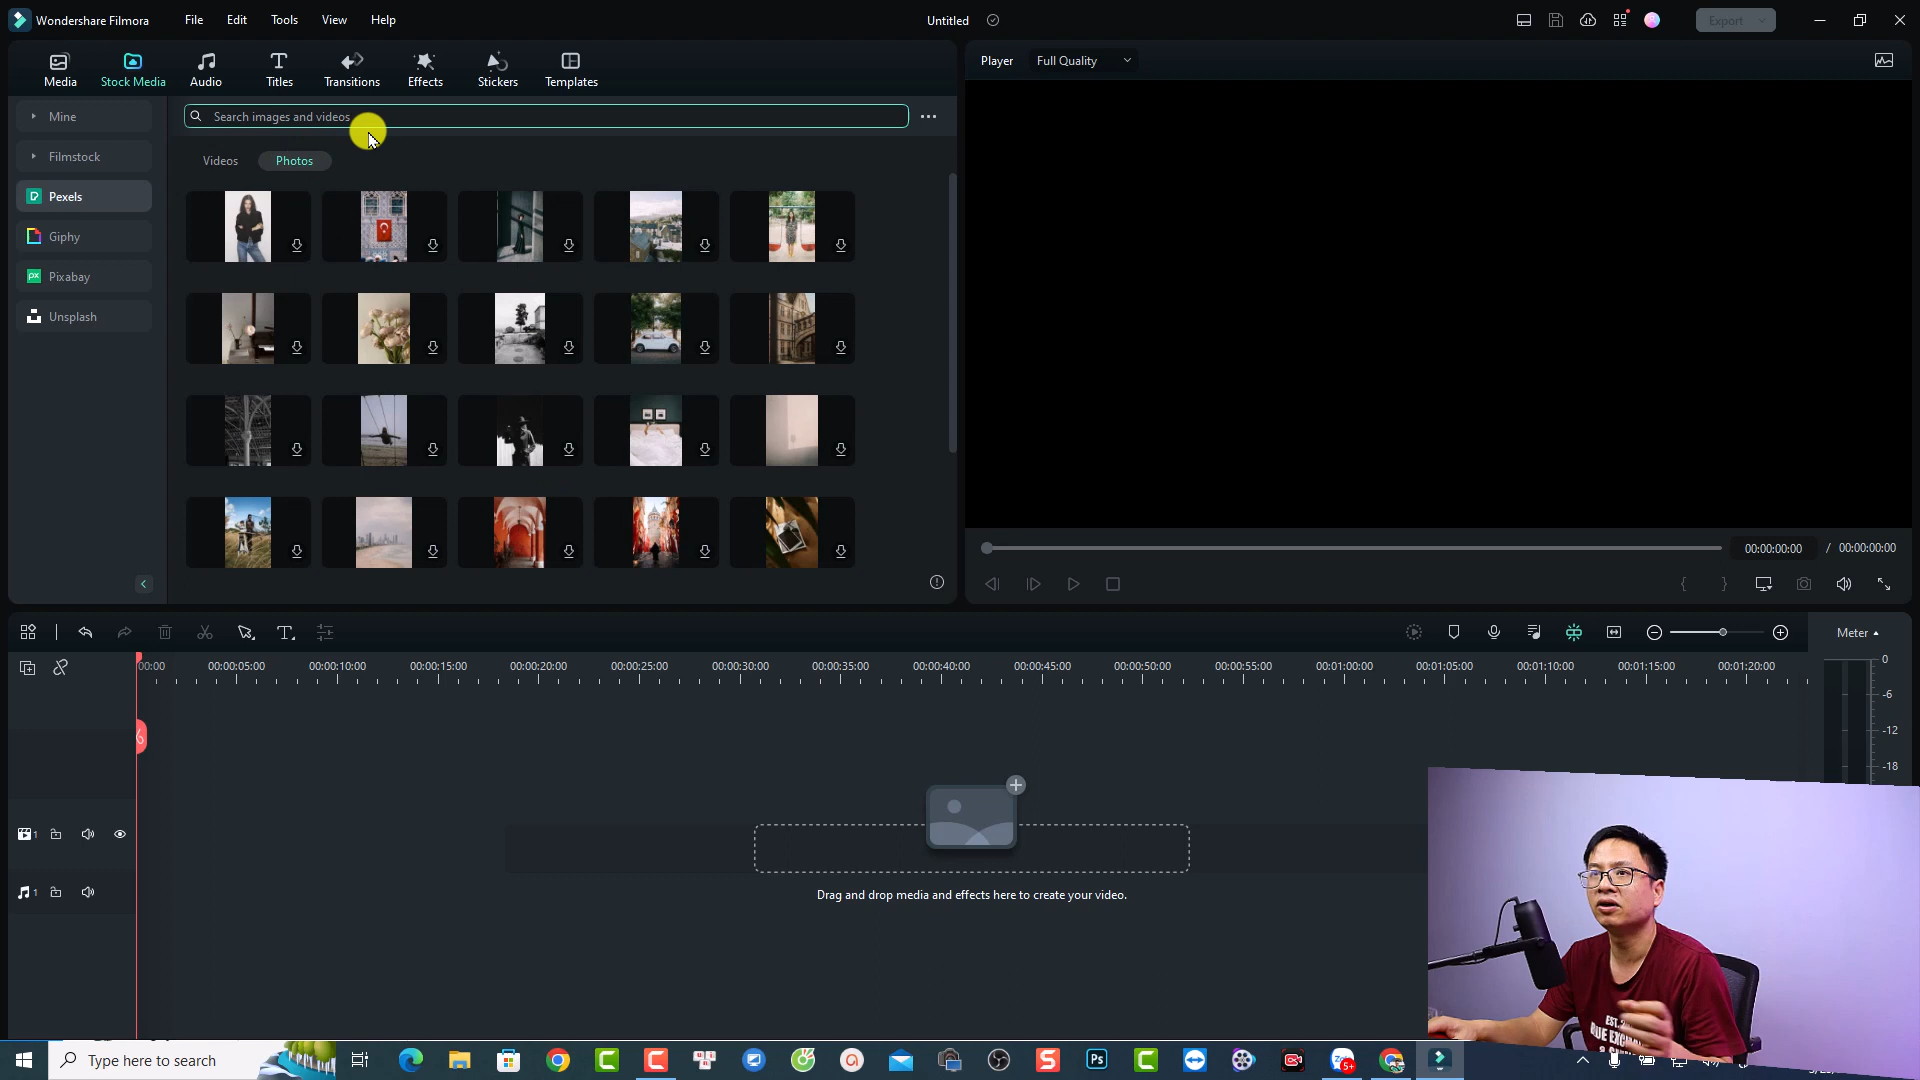 Wondershare Filmora
File
Edit
Tools
View
Help
Untitled
Export
Media
Stock Media
Audio
Titles
Transitions
Effects
Stickers
Templates
Player
Full Quality
Mine
Filmstock
Pexels
Giphy
Pixabay
Unsplash
Search images and videos
Videos
Photos
00:00:00:00 / 00:00:00:00
Meter
00:00
00:00:05:00
00:00:10:00
00:00:15:00
00:00:20:00
00:00:25:00
00:00:30:00
00:00:35:00
00:00:40:00
00:00:45:00
00:00:50:00
00:00:55:00
00:01:00:00
00:01:05:00
00:01:10:00
00:01:15:00
00:01:20:00
0
-6
-12
-18
1
1
Drag and drop media and effects here to create your video.
EST.
Type here to search
Ps
5+